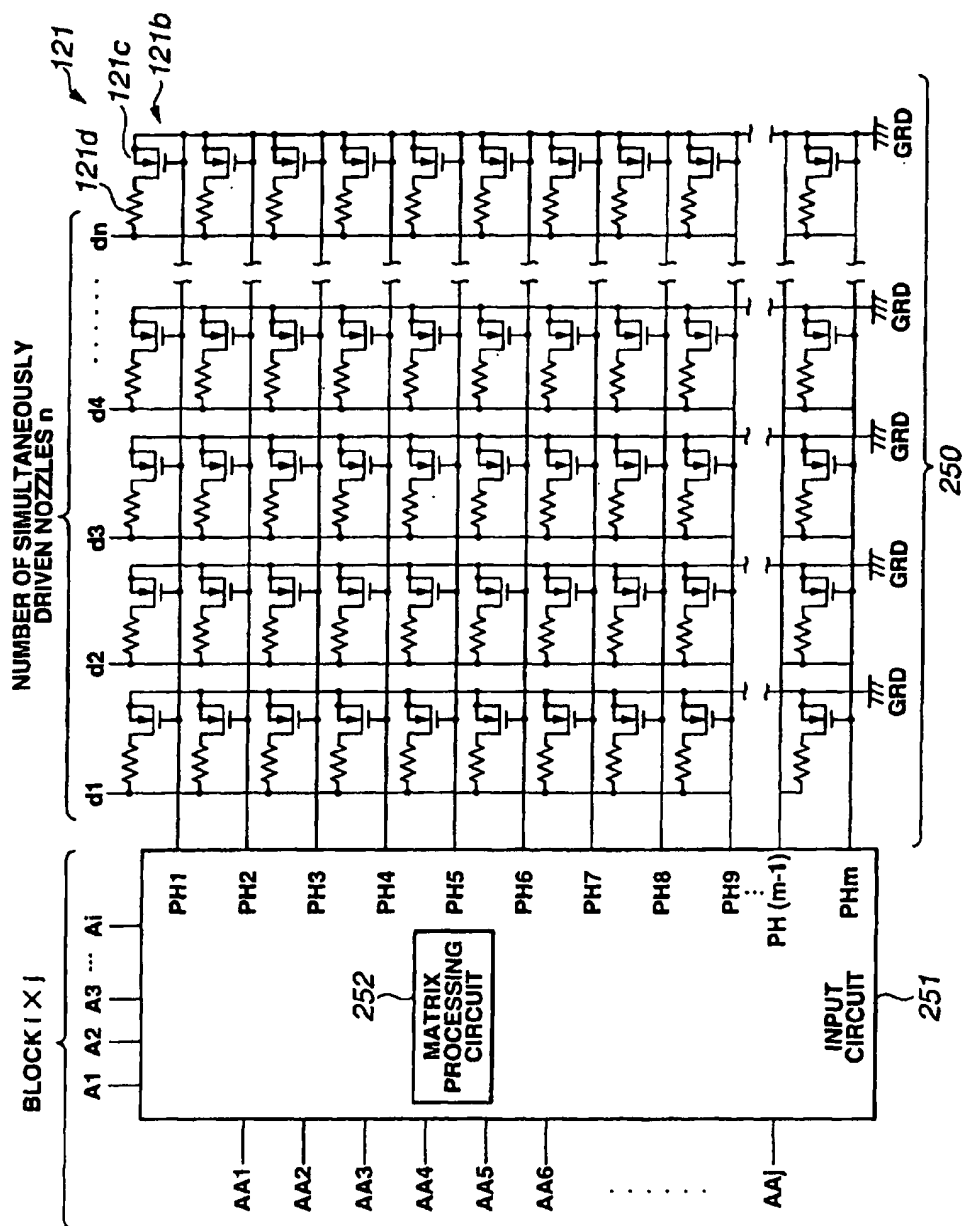 BLOCK i × j
A1 A2 A3 ... Ai
AA1
AA2
AA3
AA4
AA5
AA6
.......
AAj
252
MATRIX
PROCESSING
CIRCUIT
INPUT
CIRCUIT
251
PH1
PH2
PH3
PH4
PH5
PH6
PH7
PH8
PH9
...
PH (m-1)
PHm
NUMBER OF SIMULTANEOUSLY
DRIVEN NOZZLES n
d1 d2 d3 d4 ...... dn
121d
121c
121
121b
GRD GRD GRD GRD GRD
250